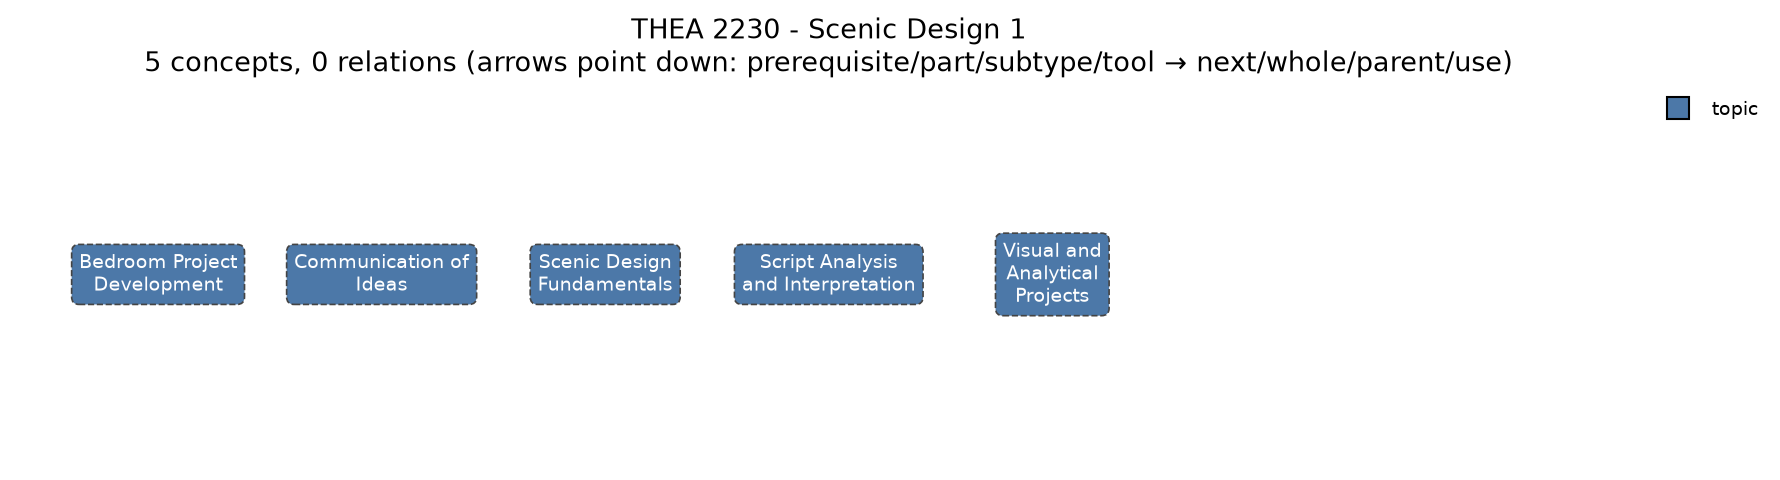 THEA 2230 - Scenic Design 1
5 concepts, 0 relations (arrows point down: prerequisite/part/subtype/tool → next/whole/parent/use)
topic
Bedroom Project
Development
Communication of
Ideas
Scenic Design
Fundamentals
Script Analysis
and Interpretation
Visual and
Analytical
Projects